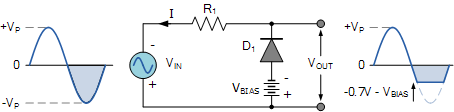 +VP
0
-VP
I
R1
-
VIN
+
D1
VBIAS
-
+
VOUT
+VP
0
-0.7V - VBIAS